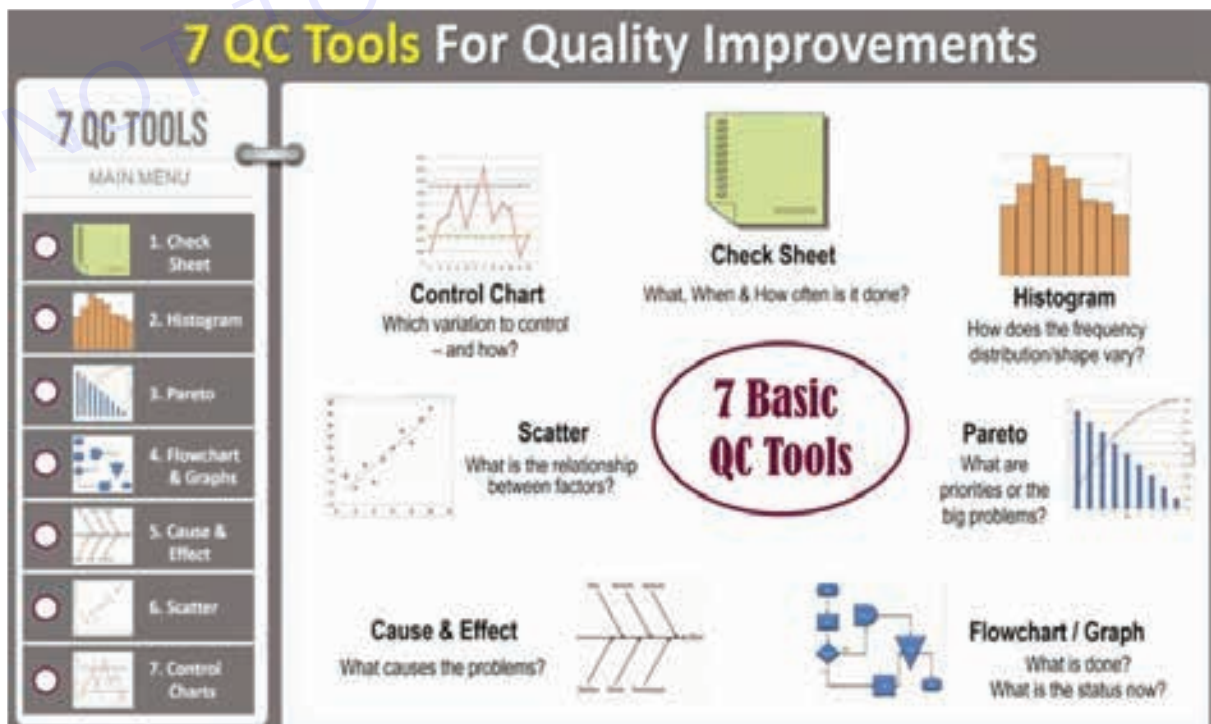 7 QC Tools For Quality Improvements
7 QC TOOLS
MAIN MENU
1. Check
Sheet
2. Histogram
3. Pareto
4. Flowchart
& Graphs
5. Cause &
Effect
6. Scatter
7. Control
Charts
Control Chart
Which variation to control
– and how?
Check Sheet
What, When & How often is it done?
Histogram
How does the frequency
distribution/shape vary?
Scatter
What is the relationship
between factors?
7 Basic
QC Tools
Pareto
What are
priorities or the
big problems?
Cause & Effect
What causes the problems?
Flowchart / Graph
What is done?
What is the status now?
NOT TO